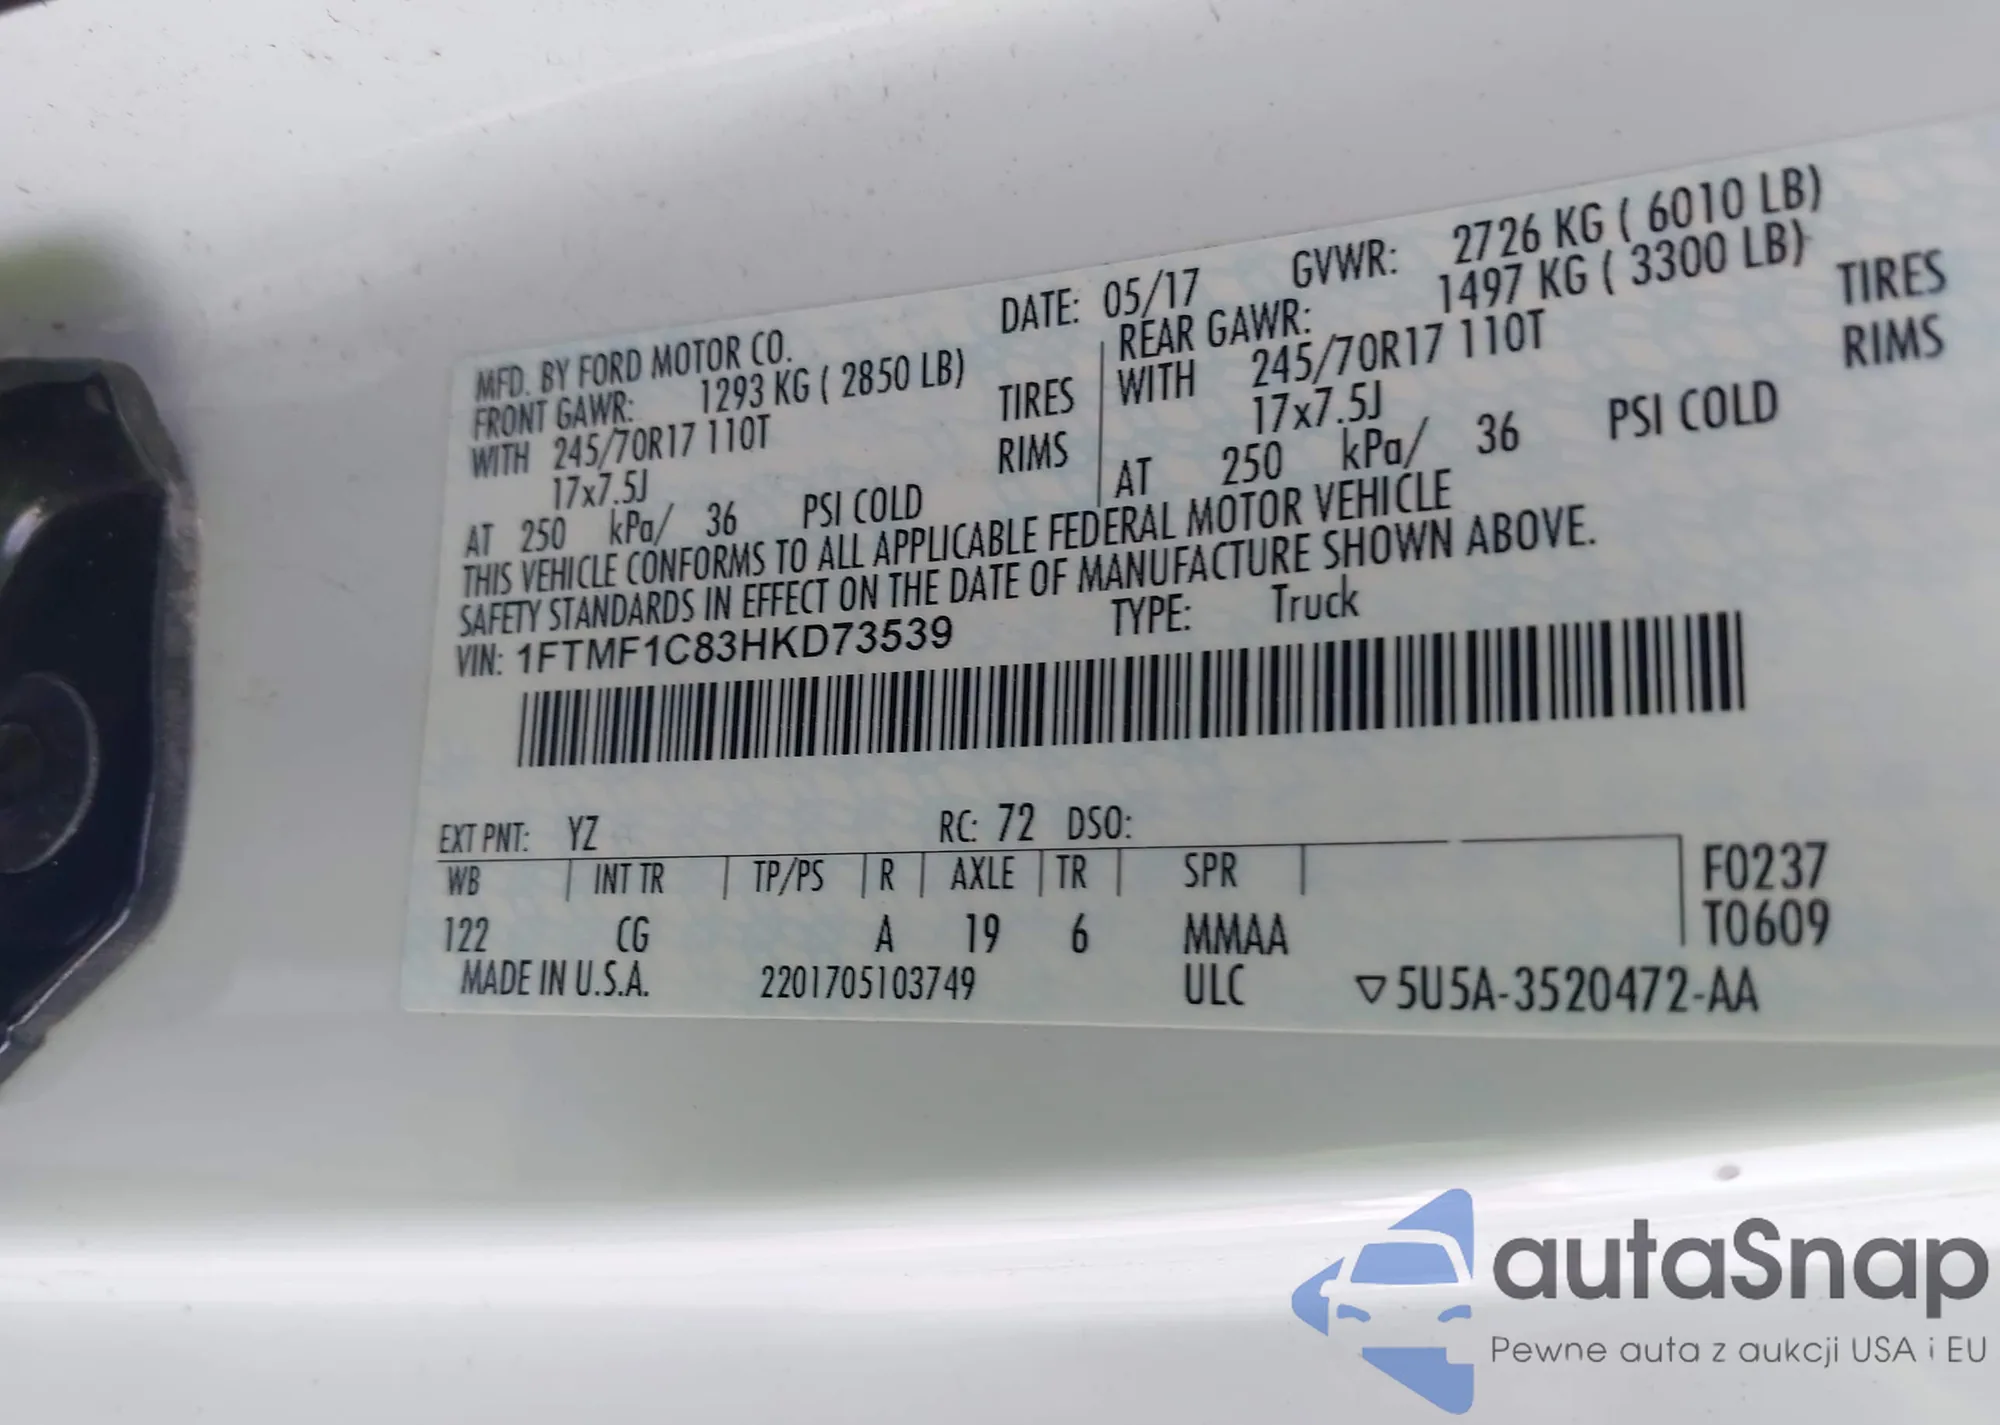 MFD. BY FORD MOTOR CO.
DATE: 05/17
GVWR: 2726 KG ( 6010 LB)
FRONT GAWR: 1293 KG ( 2850 LB)
WITH 245/70R17 110T TIRES
17x7.5J RIMS
AT 250 kPa/ 36 PSI COLD
REAR GAWR: 1497 KG ( 3300 LB)
WITH 245/70R17 110T TIRES
17x7.5J RIMS
AT 250 kPa/ 36 PSI COLD
THIS VEHICLE CONFORMS TO ALL APPLICABLE FEDERAL MOTOR VEHICLE
SAFETY STANDARDS IN EFFECT ON THE DATE OF MANUFACTURE SHOWN ABOVE.
VIN: 1FTMF1C83HKD73539 TYPE: Truck
EXT PNT: YZ RC: 72 DSO:
WB INT TR TP/PS R AXLE TR SPR
122 CG A 19 6 MMAA
F0237
T0609
MADE IN U.S.A. 2201705103749 ULC ▽5U5A-3520472-AA
autaSnap
Pewne auta z aukcji USA i EU